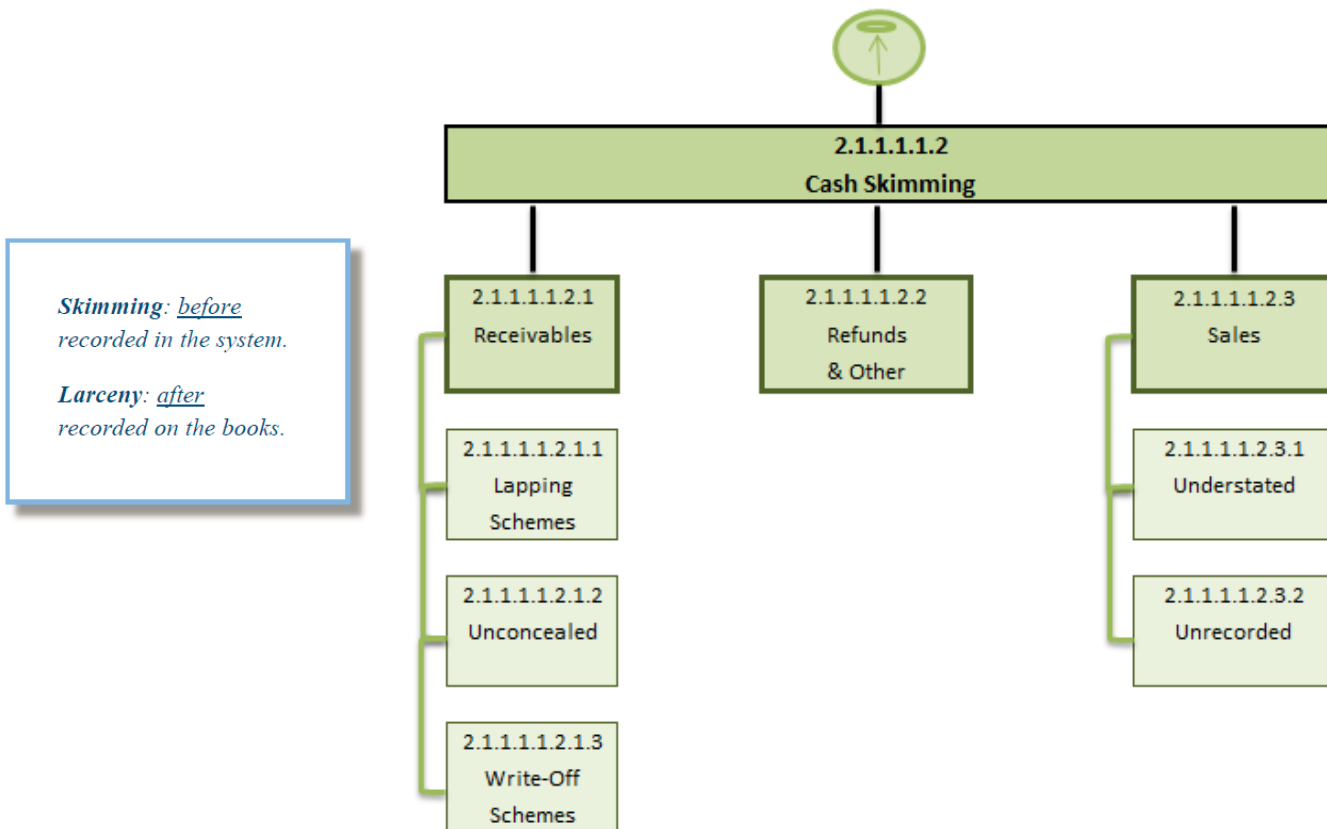 2.1.1.1.1.2
Cash Skimming
Skimming: before
recorded in the system.
Larceny: after
recorded on the books.
2.1.1.1.1.2.1
Receivables
2.1.1.1.1.2.2
Refunds
& Other
2.1.1.1.1.2.3
Sales
2.1.1.1.1.2.1.1
Lapping
Schemes
2.1.1.1.1.2.3.1
Understated
2.1.1.1.1.2.1.2
Unconcealed
2.1.1.1.1.2.3.2
Unrecorded
2.1.1.1.1.2.1.3
Write-Off
Schemes